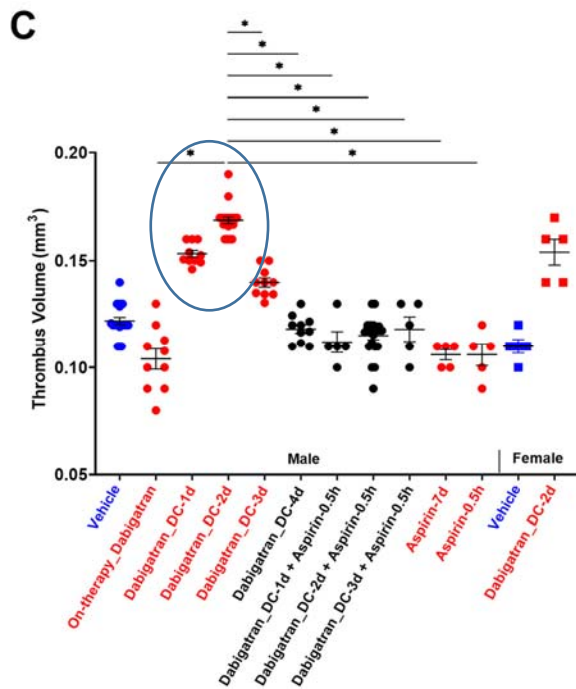 C
*
*
*
*
*
*
* *
0.20
0.15
0.10
0.05
Thrombus Volume (mm³)
Male
Female
Vehicle
On-therapy_Dabigatran
Dabigatran_DC-1d
Dabigatran_DC-2d
Dabigatran_DC-3d
Dabigatran_DC-4d
Dabigatran_DC-1d + Aspirin-0.5h
Dabigatran_DC-2d + Aspirin-0.5h
Dabigatran_DC-3d + Aspirin-0.5h
Aspirin-7d
Aspirin-0.5h
Vehicle
Dabigatran_DC-2d